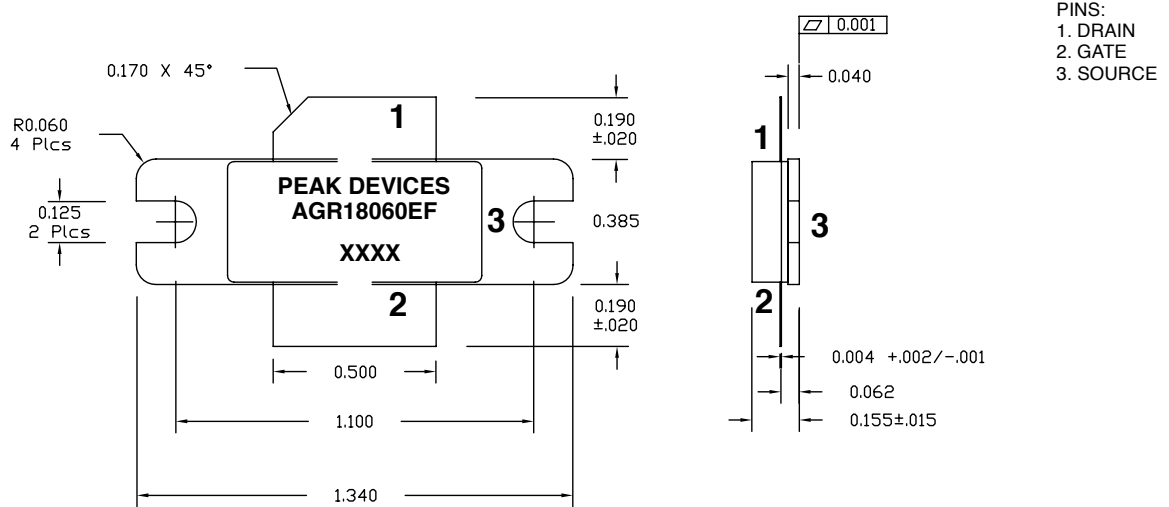 PINS:
1. DRAIN
2. GATE
3. SOURCE
0.001
0.040
0.170 X 45°
R0.060
4 Plcs
0.125
2 Plcs
1
PEAK DEVICES
AGR18060EF
XXXX
3
2
0.190
±.020
0.385
0.190
±.020
0.500
1.100
1.340
1
3
2
0.004 +.002/-.001
0.062
0.155±.015